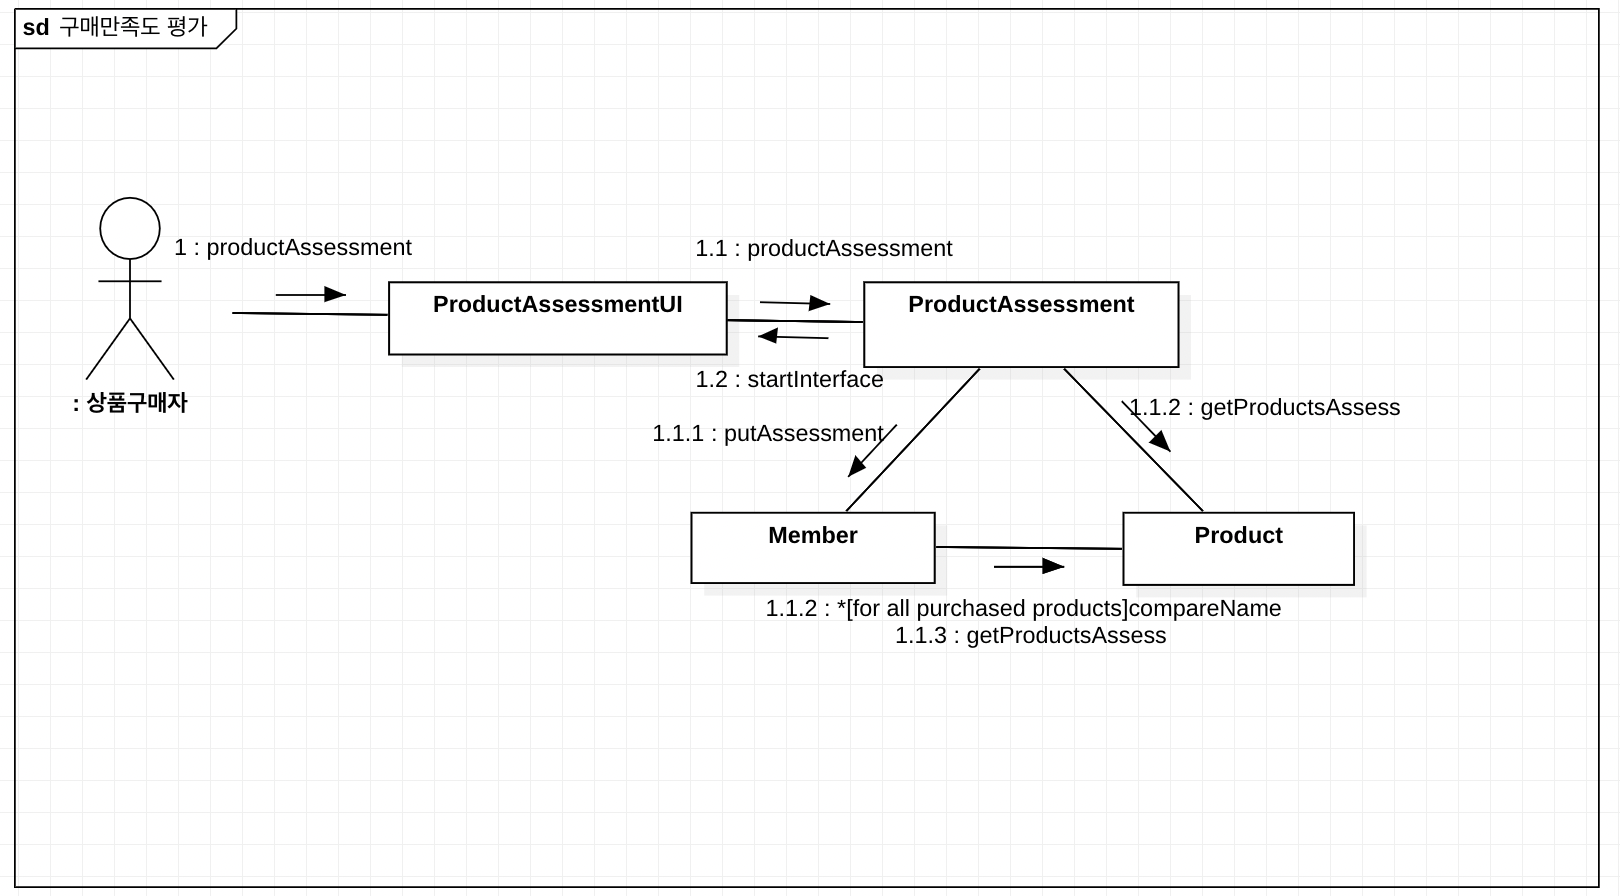 sd 구매만족도 평가
1 : productAssessment
1.1 : productAssessment
ProductAssessmentUI
ProductAssessment
1.2 : startInterface
: 상품구매자
1.1.2 : getProductsAssess
1.1.1 : putAssessment
Member
Product
1.1.2 : *[for all purchased products]compareName
1.1.3 : getProductsAssess